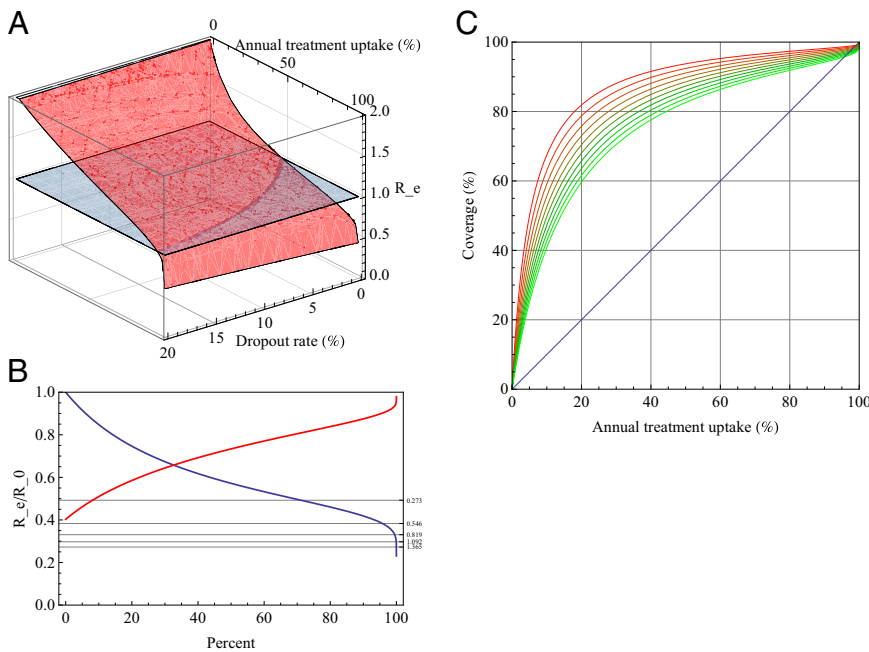 A
0
Annual treatment uptake (%)
50
100
2.0
1.5
R_e
1.0
0.5
0.0
0
5
10
15
20
Dropout rate (%)
B
1.0
0.8
0.6
0.4
0.2
0.0
R_e/R_0
0.273
0.546
0.819
1.092
1.365
0 20 40 60 80 100
Percent
C
100
80
60
40
20
0
Coverage (%)
0 20 40 60 80 100
Annual treatment uptake (%)